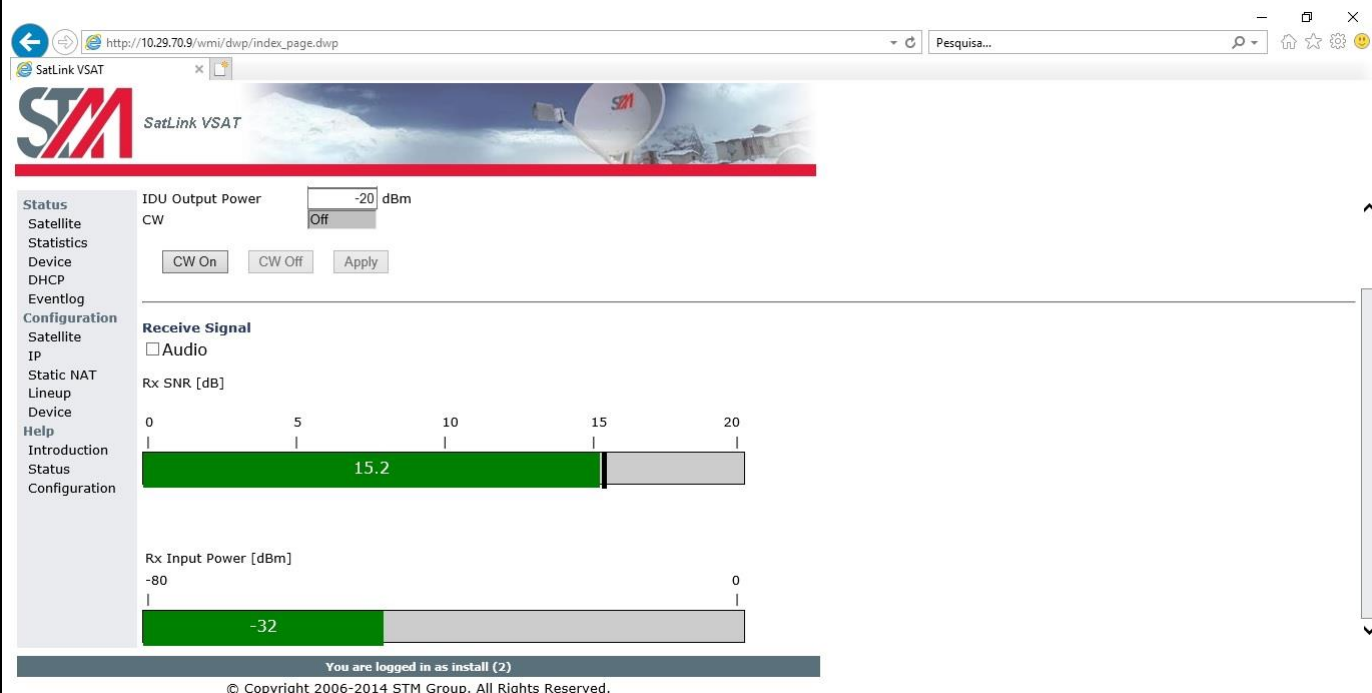 http://10.29.70.9/wmi/dwp/index_page.dwp
Pesquisa...
SatLink VSAT
STM
SatLink VSAT
STM
Status
Satellite
Statistics
Device
DHCP
Eventlog
Configuration
Satellite
IP
Static NAT
Lineup
Device
Help
Introduction
Status
Configuration
IDU Output Power -20 dBm
CW Off
CW On CW Off Apply
Receive Signal
Audio
Rx SNR [dB]
0 5 10 15 20
15.2
Rx Input Power [dBm]
-80 0
-32
You are logged in as install (2)
© Copyright 2006-2014 STM Group. All Rights Reserved.